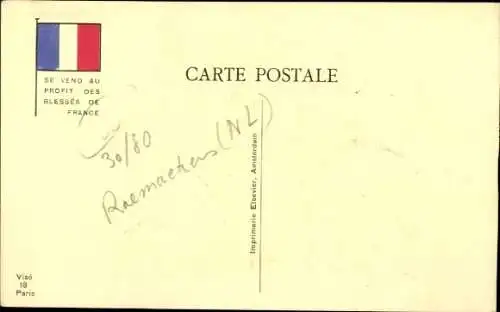 SE VEND AU
PROFIT DES
BLESSÉS DE
FRANCE
CARTE POSTALE
30/80
Raemaekers (NL)
Imprimerie Elsevier, Amsterdam
Visé
18
Paris